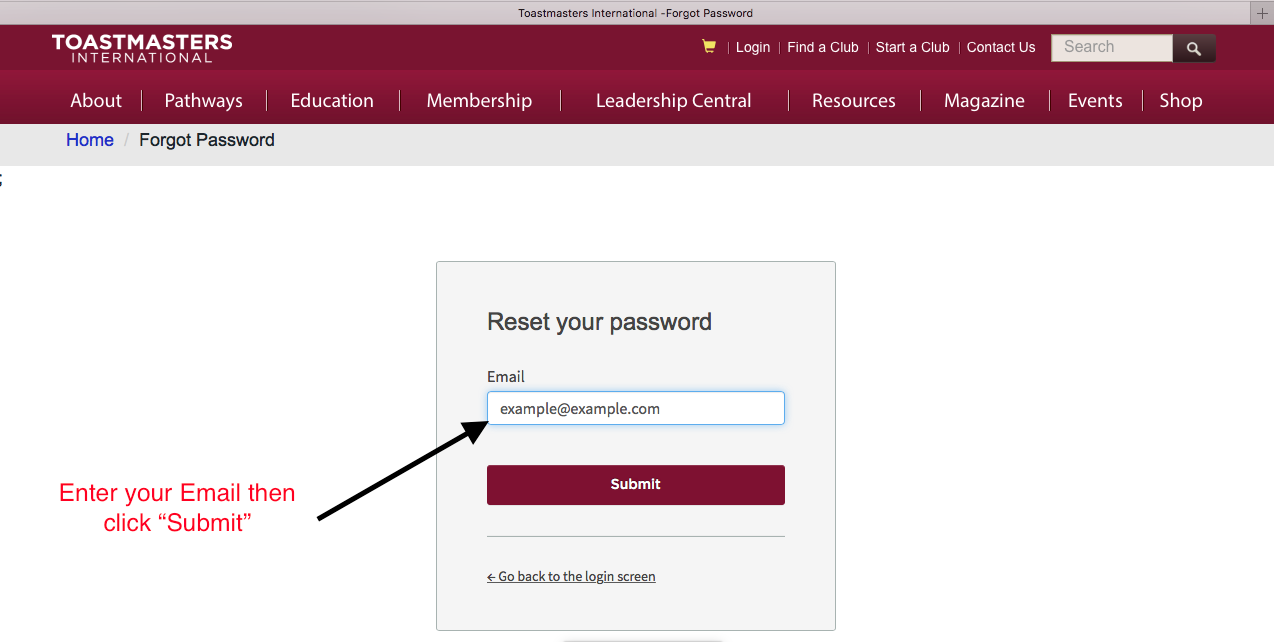 Toastmasters International -Forgot Password
TOASTMASTERS
INTERNATIONAL
Login
Find a Club
Start a Club
Contact Us
Search
About
Pathways
Education
Membership
Leadership Central
Resources
Magazine
Events
Shop
Home / Forgot Password
;
Reset your password
Email
example@example.com
Enter your Email then
click “Submit”
Submit
← Go back to the login screen